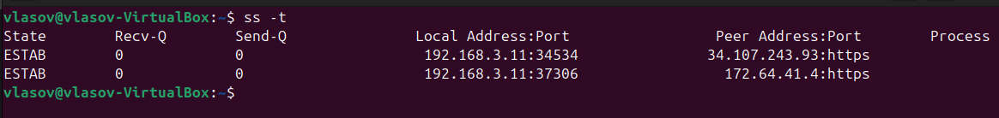 vlasov@vlasov-VirtualBox:~$ ss -t
State Recv-Q Send-Q Local Address:Port Peer Address:Port Process
ESTAB 0 0 192.168.3.11:34534 34.107.243.93:https
ESTAB 0 0 192.168.3.11:37306 172.64.41.4:https
vlasov@vlasov-VirtualBox:~$